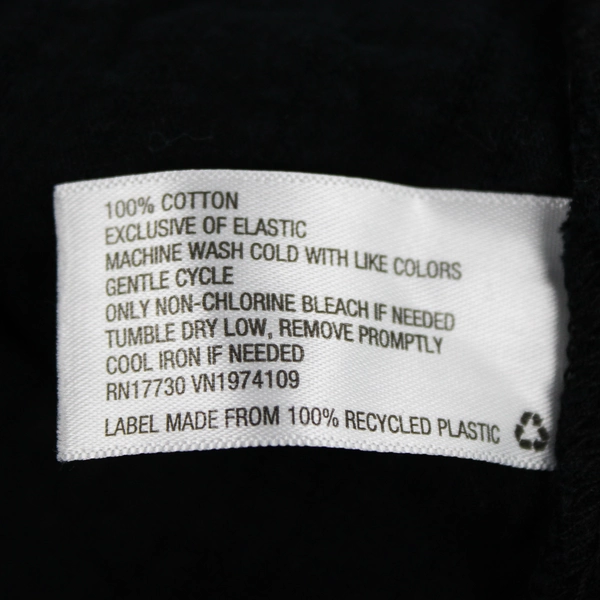 100% COTTON
EXCLUSIVE OF ELASTIC
MACHINE WASH COLD WITH LIKE COLORS
GENTLE CYCLE
ONLY NON-CHLORINE BLEACH IF NEEDED
TUMBLE DRY LOW, REMOVE PROMPTLY
COOL IRON IF NEEDED
RN17730 VN1974109
LABEL MADE FROM 100% RECYCLED PLASTIC